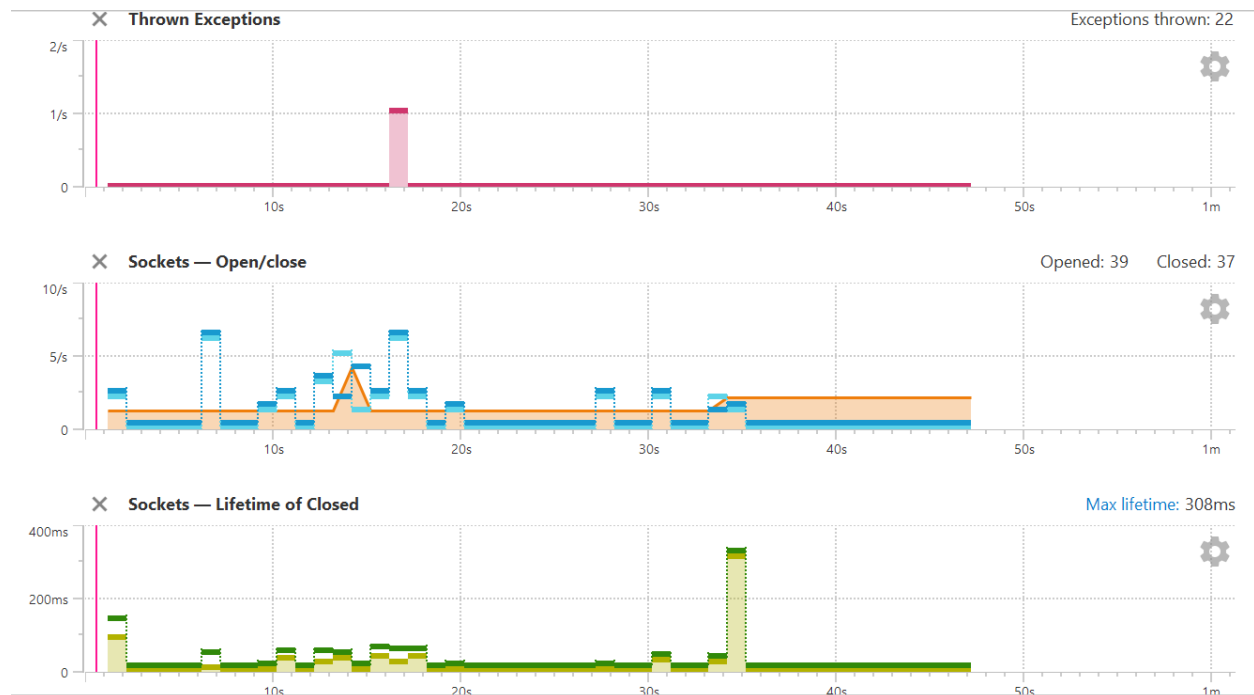 Thrown Exceptions Exceptions thrown: 22
2/s
1/s
0
10s 20s 30s 40s 50s 1m
Sockets — Open/close Opened: 39 Closed: 37
10/s
5/s
0
10s 20s 30s 40s 50s 1m
Sockets — Lifetime of Closed Max lifetime: 308ms
400ms
200ms
0
10s 20s 30s 40s 50s 1m